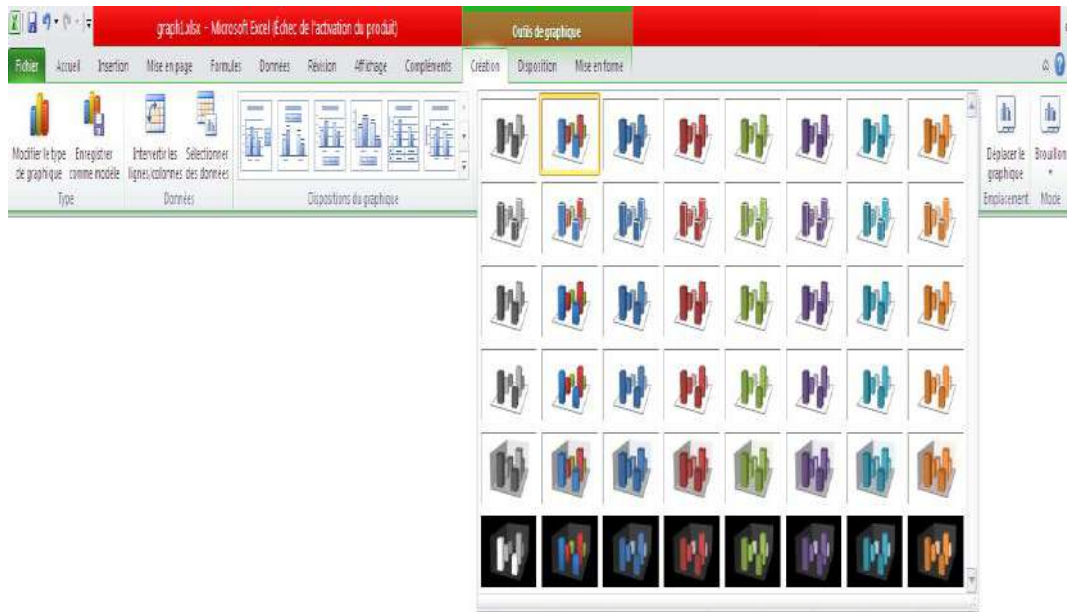 graph1.xlsx - Microsoft Excel (Échec de l'activation du produit)
Outils de graphique
Fichier Accueil Insertion Mise en page Formules Données Révision Affichage Compléments Création Disposition Mise en forme
Modifier le type de graphique
Enregistrer comme modèle
Intervertir les lignes/colonnes
Sélectionner des données
Déplacer le graphique
Brouillon
Type
Données
Dispositions du graphique
Emplacement
Mode